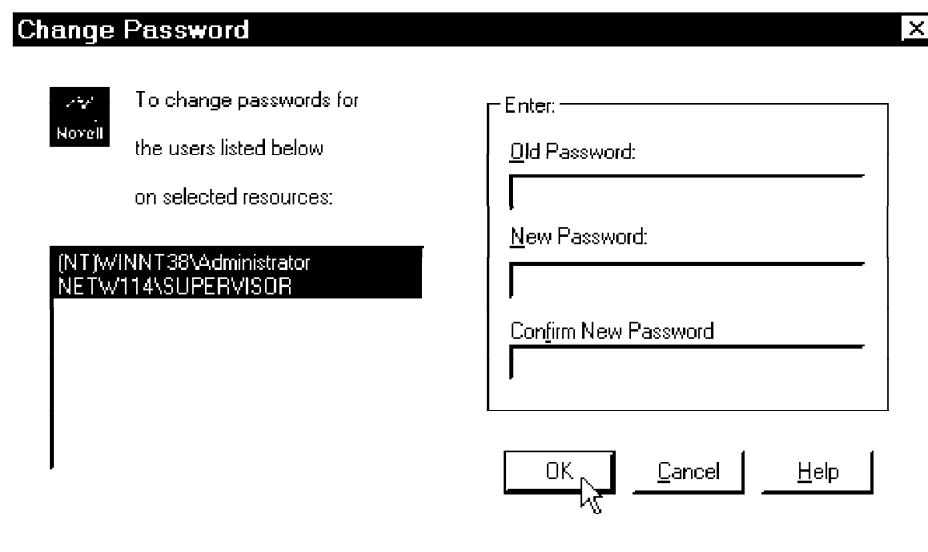 Change Password
Novell
To change passwords for
the users listed below
on selected resources:
(NT)WINNT38\Administrator
NETW114\SUPERVISOR
Enter:
Old Password:
New Password:
Confirm New Password
OK
Cancel
Help